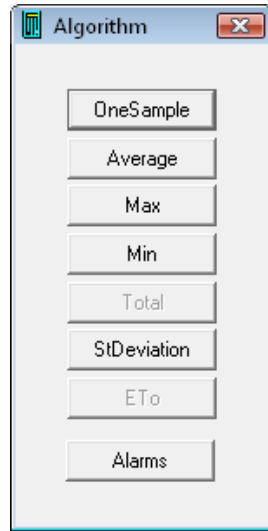 Algorithm
OneSample
Average
Max
Min
Total
StDeviation
ETo
Alarms